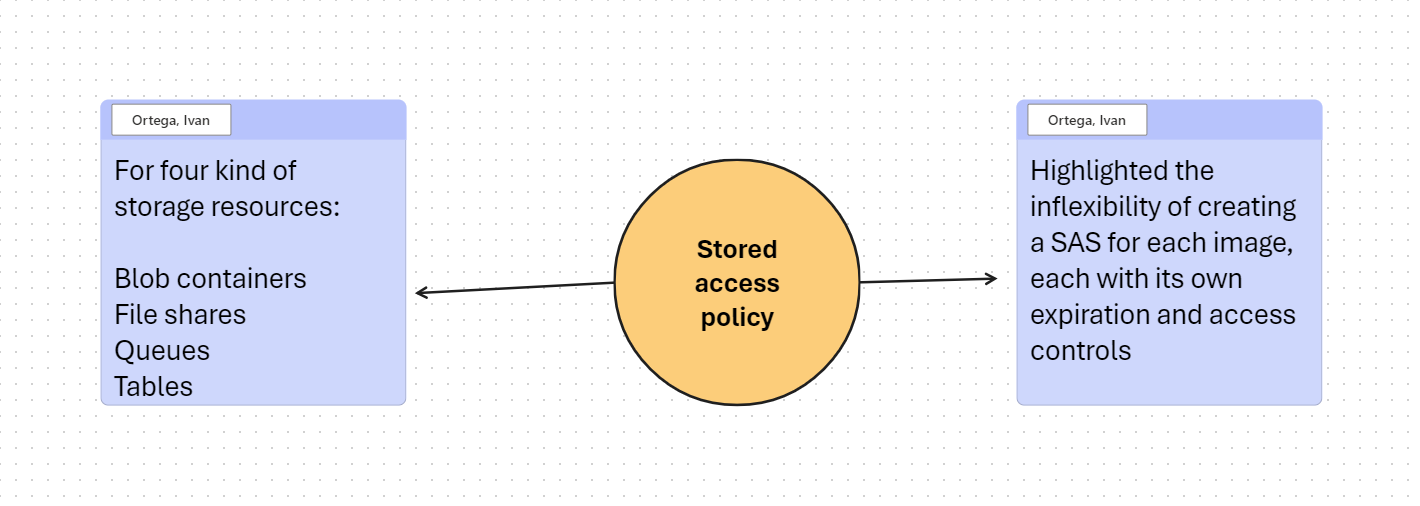 Ortega, Ivan
For four kind of
storage resources:
Blob containers
File shares
Queues
Tables
Stored
access
policy
Ortega, Ivan
Highlighted the
inflexibility of creating
a SAS for each image,
each with its own
expiration and access
controls